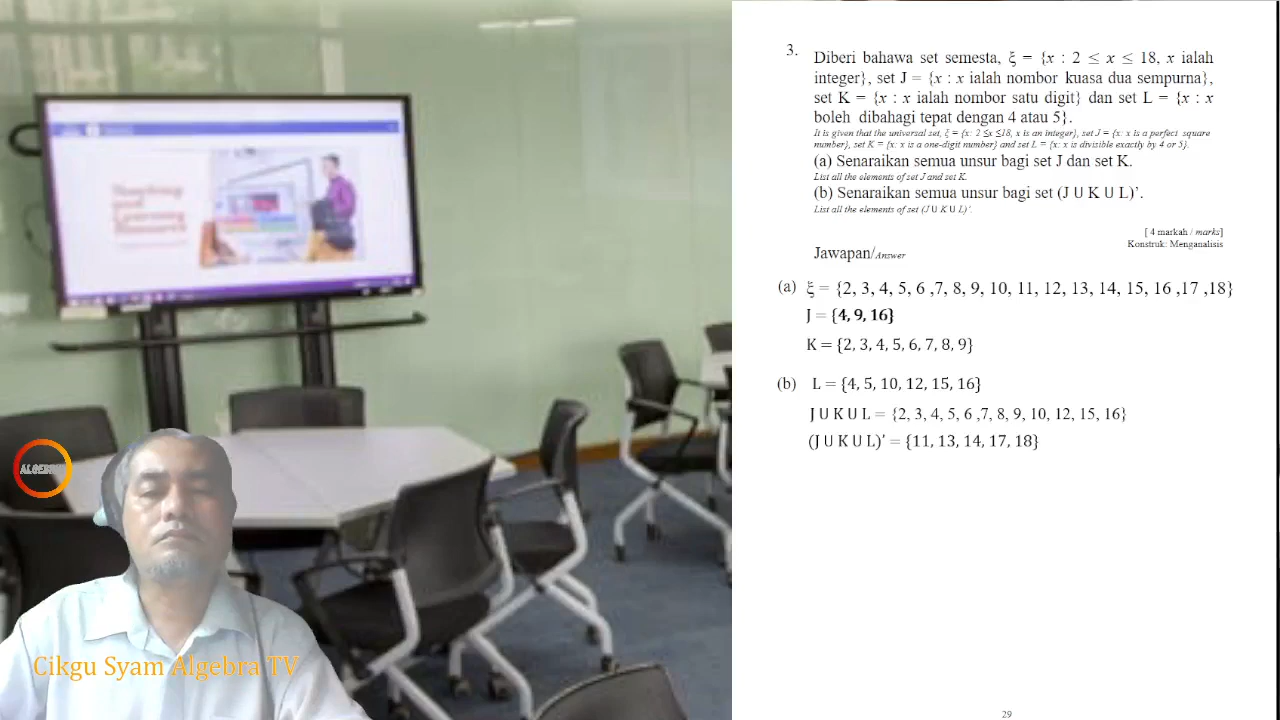 Teaching
and
Learning
Research
ALGEBRA
Cikgu Syam Algebra TV
3.
Diberi bahawa set semesta, ξ = {x : 2 ≤ x ≤ 18, x ialah
integer}, set J = {x : x ialah nombor kuasa dua sempurna},
set K = {x : x ialah nombor satu digit} dan set L = {x : x
boleh dibahagi tepat dengan 4 atau 5}.
It is given that the universal set, ξ = {x: 2 ≤x ≤18, x is an integer}, set J = {x: x is a perfect square
number}, set K = {x: x is a one-digit number} and set L = {x: x is divisible exactly by 4 or 5}.
(a) Senaraikan semua unsur bagi set J dan set K.
List all the elements of set J and set K.
(b) Senaraikan semua unsur bagi set (J U K U L)’.
List all the elements of set (J U K U L)’.
[ 4 markah / marks]
Konstruk: Menganalisis
Jawapan/Answer
(a) ξ = {2, 3, 4, 5, 6 ,7, 8, 9, 10, 11, 12, 13, 14, 15, 16 ,17 ,18}
J = {4, 9, 16}
K = {2, 3, 4, 5, 6, 7, 8, 9}
(b) L = {4, 5, 10, 12, 15, 16}
J U K U L = {2, 3, 4, 5, 6 ,7, 8, 9, 10, 12, 15, 16}
(J U K U L)’ = {11, 13, 14, 17, 18}
29